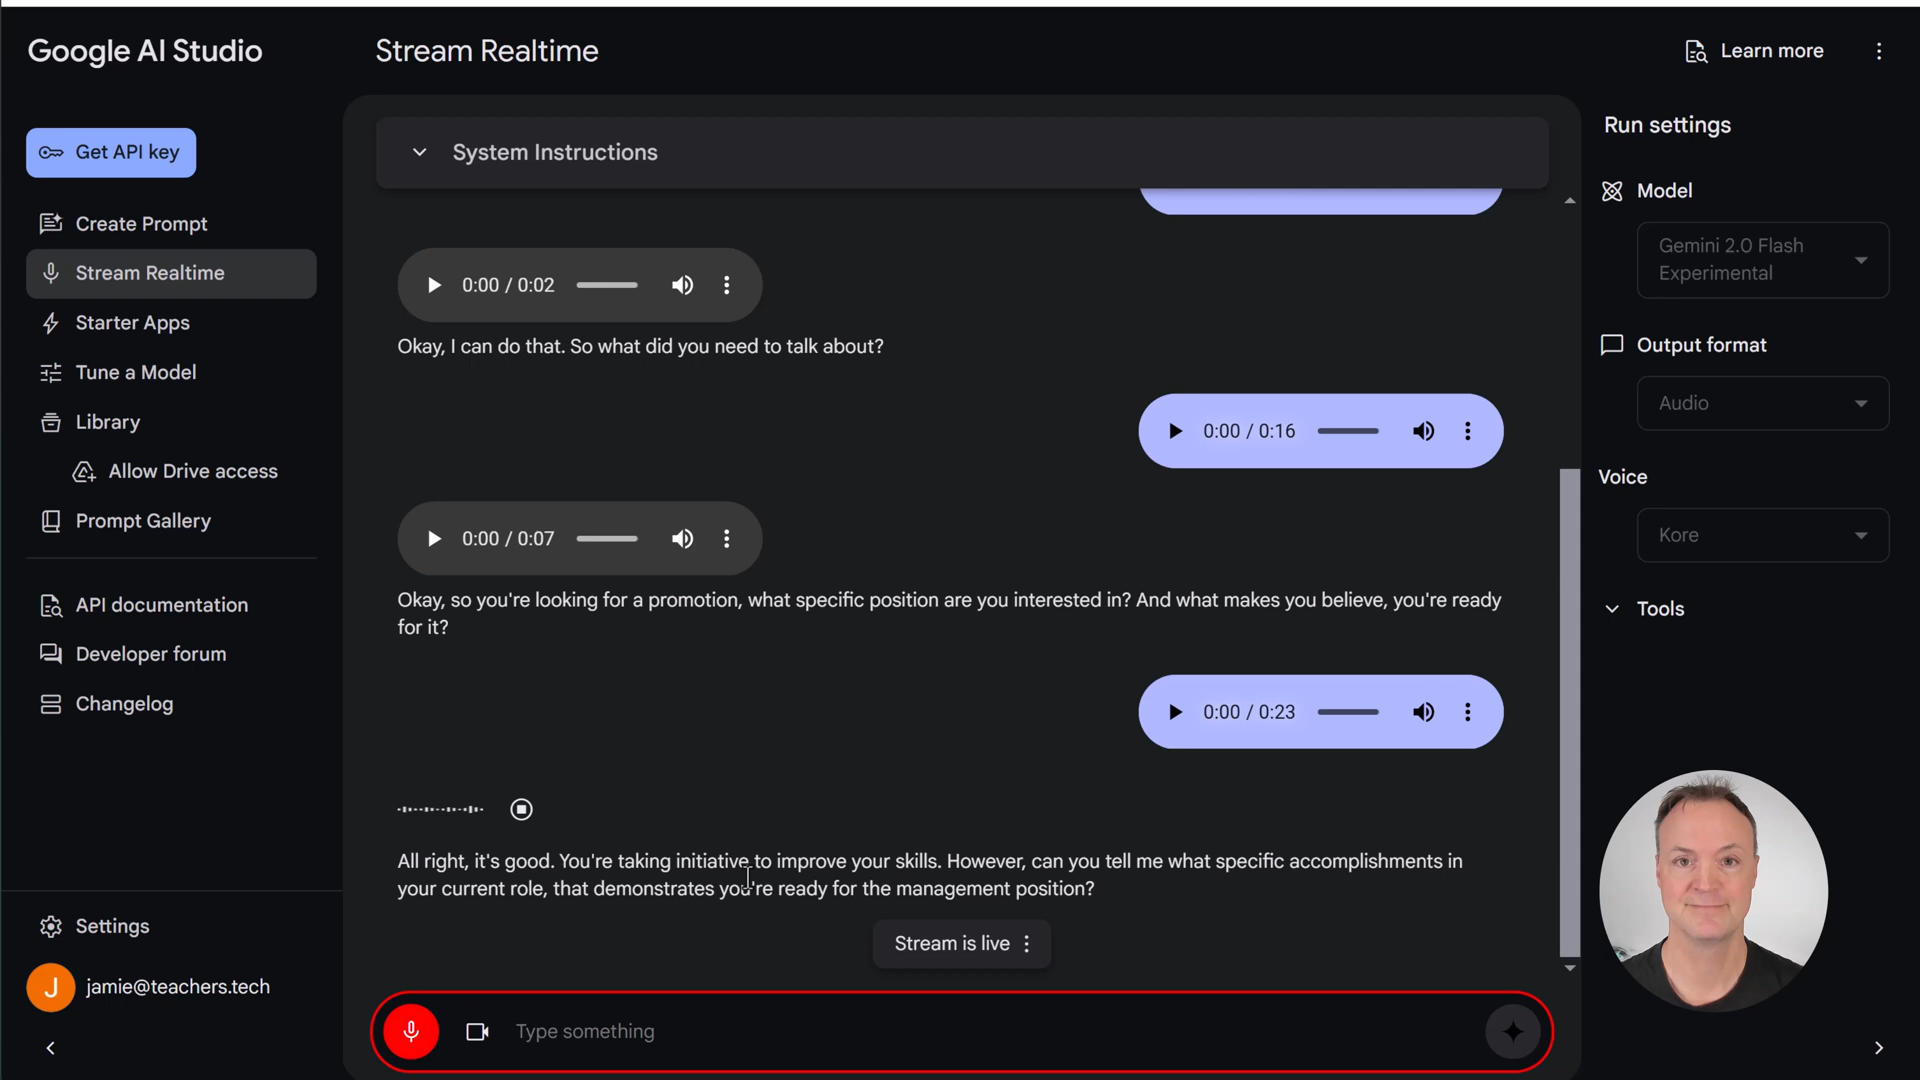 Google AI Studio
Stream Realtime
Learn more
Get API key
Create Prompt
Stream Realtime
Starter Apps
Tune a Model
Library
Allow Drive access
Prompt Gallery
API documentation
Developer forum
Changelog
Settings
J
jamie@teachers.tech
System Instructions
0:00 / 0:02
Okay, I can do that. So what did you need to talk about?
0:00 / 0:16
0:00 / 0:07
Okay, so you're looking for a promotion, what specific position are you interested in? And what makes you believe, you're ready
for it?
0:00 / 0:23
All right, it's good. You're taking initiative to improve your skills. However, can you tell me what specific accomplishments in
your current role, that demonstrates you're ready for the management position?
Stream is live
Type something
Run settings
Model
Gemini 2.0 Flash
Experimental
Output format
Audio
Voice
Kore
Tools